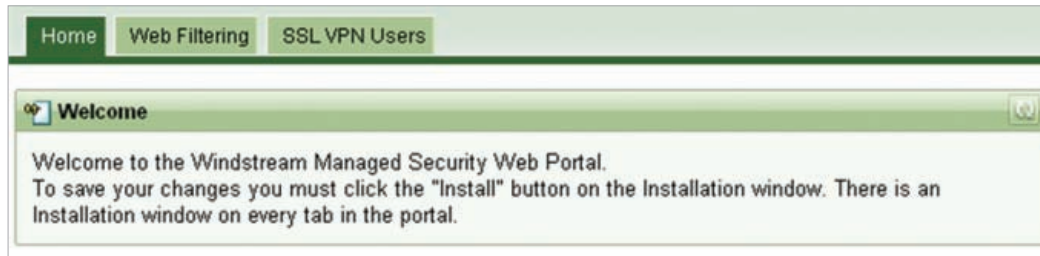 Home Web Filtering SSL VPN Users
Welcome
Welcome to the Windstream Managed Security Web Portal.
To save your changes you must click the "Install" button on the Installation window. There is an
Installation window on every tab in the portal.